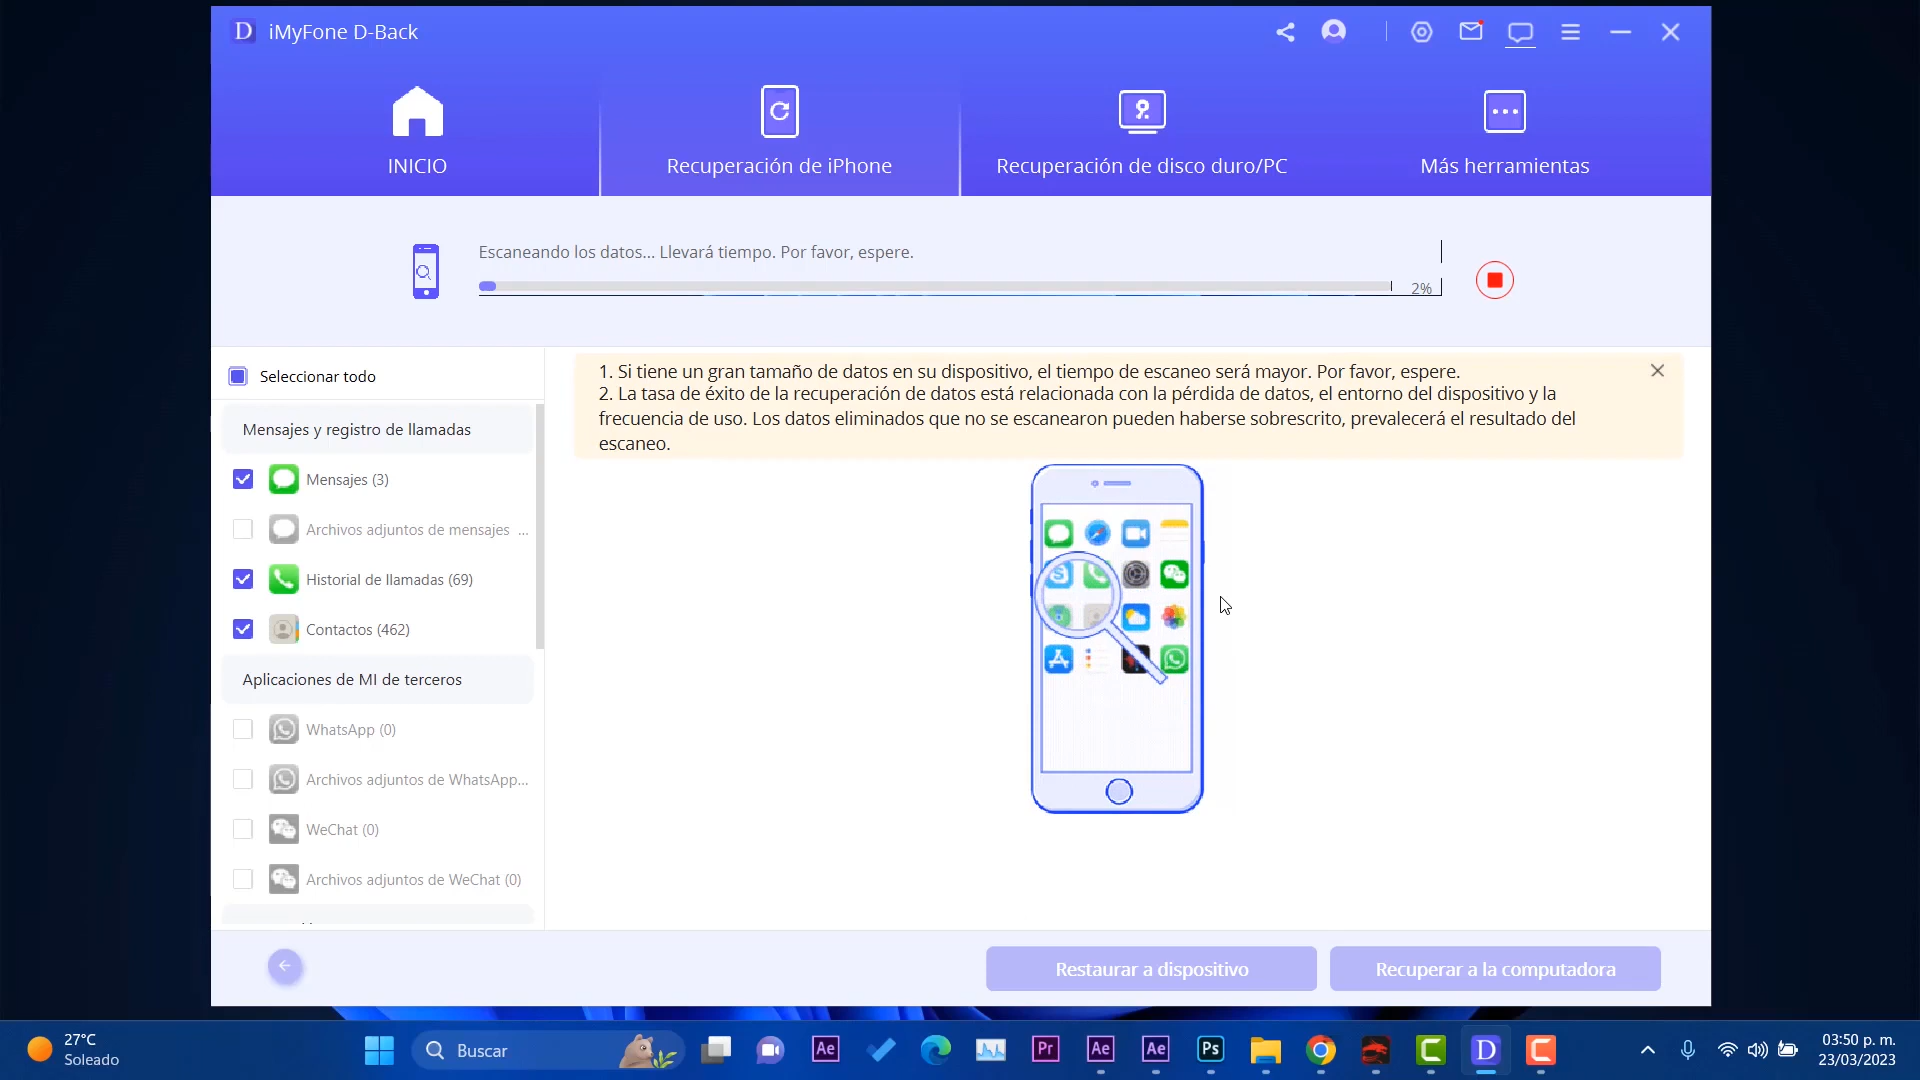 D iMyFone D-Back
INICIO
Recuperación de iPhone
Recuperación de disco duro/PC
Más herramientas
Escaneando los datos... Llevará tiempo. Por favor, espere.
2%
Seleccionar todo
Mensajes y registro de llamadas
Mensajes (3)
Archivos adjuntos de mensajes ...
Historial de llamadas (69)
Contactos (462)
Aplicaciones de MI de terceros
WhatsApp (0)
Archivos adjuntos de WhatsApp...
WeChat (0)
Archivos adjuntos de WeChat (0)
1. Si tiene un gran tamaño de datos en su dispositivo, el tiempo de escaneo será mayor. Por favor, espere.
2. La tasa de éxito de la recuperación de datos está relacionada con la pérdida de datos, el entorno del dispositivo y la
frecuencia de uso. Los datos eliminados que no se escanearon pueden haberse sobrescrito, prevalecerá el resultado del
escaneo.
Restaurar a dispositivo
Recuperar a la computadora
27°C
Soleado
Buscar
Ae
Pr
Ae
Ae
Ps
D
03:50 p. m.
23/03/2023